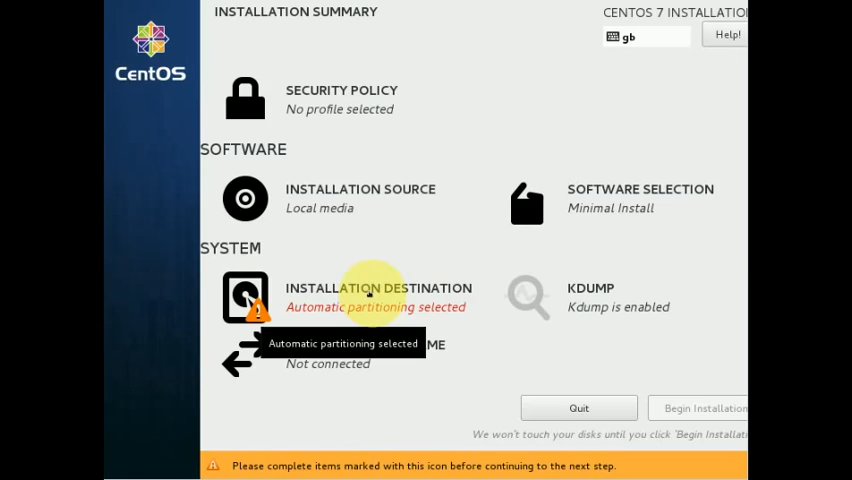 INSTALLATION SUMMARY
CENTOS 7 INSTALLATIO
gb
Help!
CentOS
SECURITY POLICY
No profile selected
SOFTWARE
INSTALLATION SOURCE
Local media
SOFTWARE SELECTION
Minimal Install
SYSTEM
INSTALLATION DESTINATION
Automatic partitioning selected
KDUMP
Kdump is enabled
Automatic partitioning selected
ME
Not connected
Quit
Begin Installation
We won't touch your disks until you click 'Begin Installati
Please complete items marked with this icon before continuing to the next step.